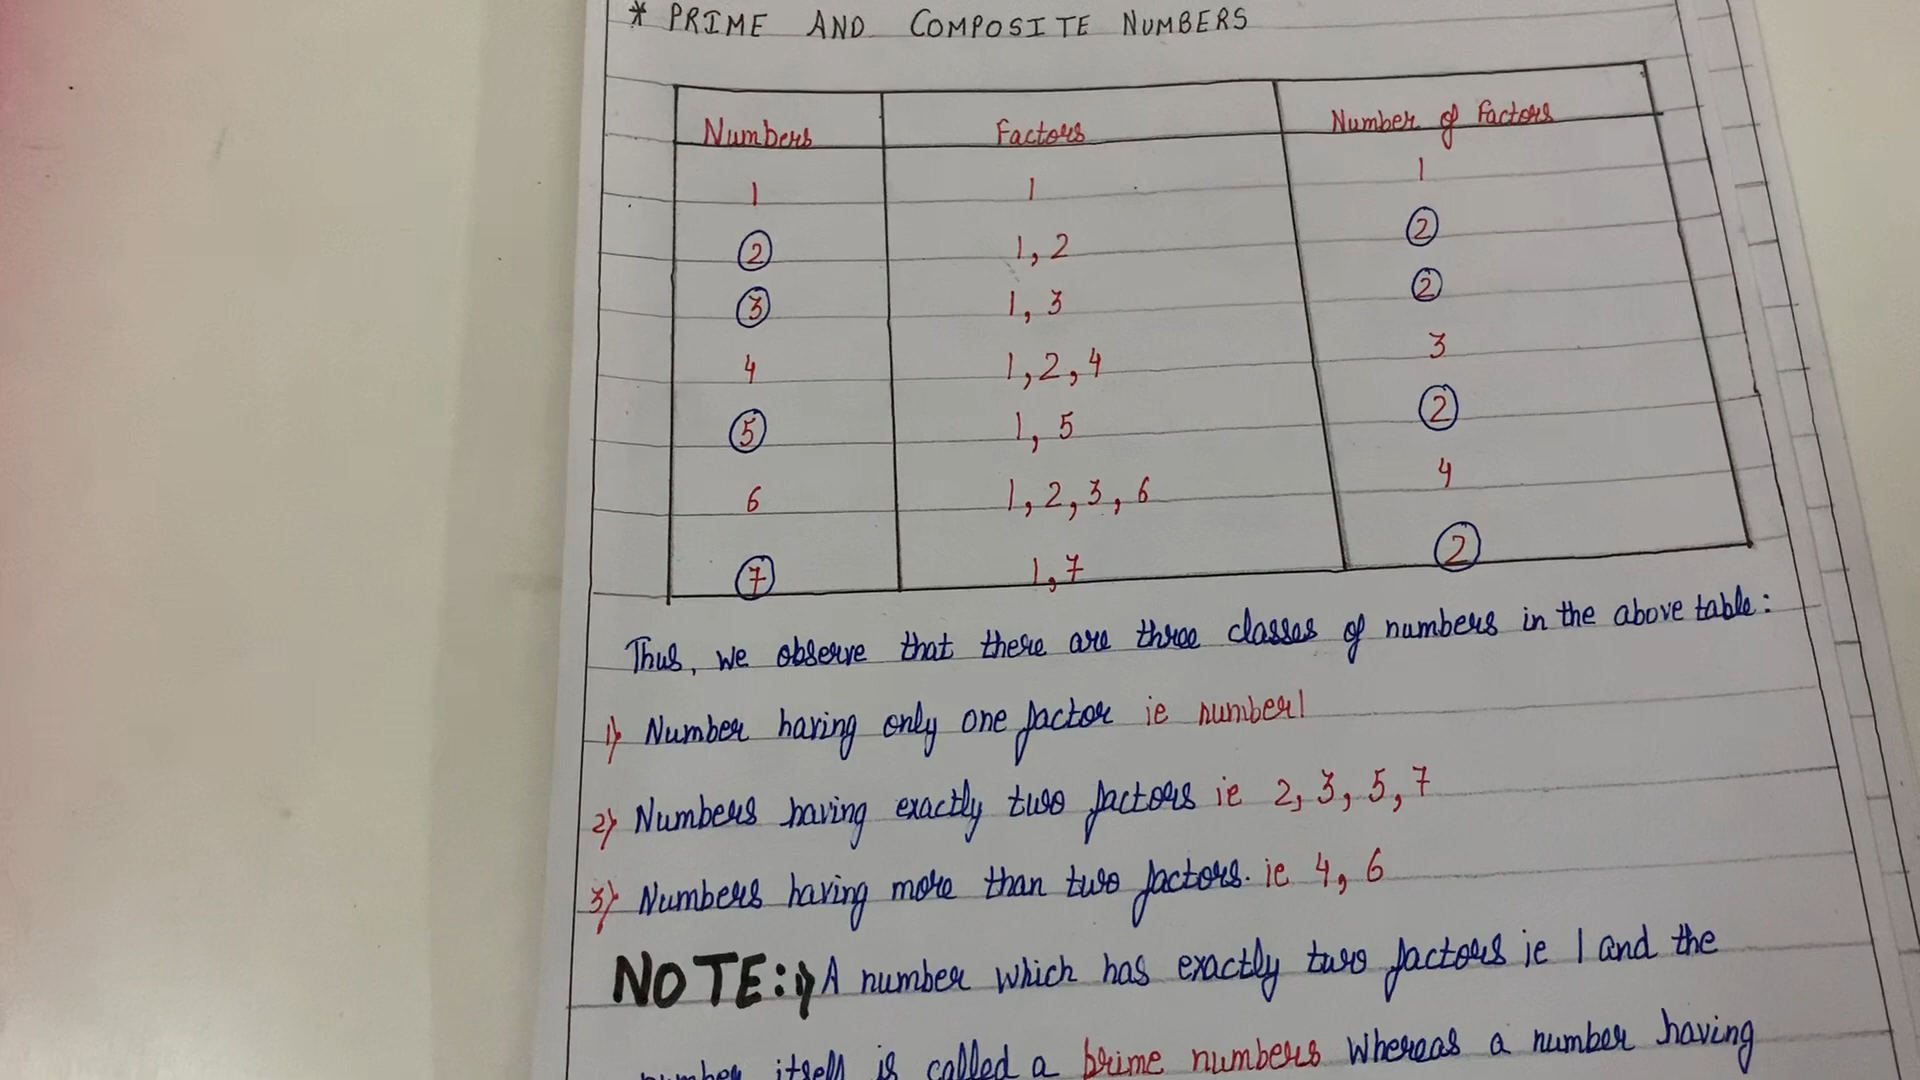 * PRIME AND COMPOSITE NUMBERS
Numbers Factors Number of factors
1 1 1
2 1, 2 2
3 1, 3 2
4 1, 2, 4 3
5 1, 5 2
6 1, 2, 3, 6 4
7 1, 7 2
Thus, we observe that there are three classes of numbers in the above table:
1) Number having only one factor ie number 1
2) Numbers having exactly two factors ie 2, 3, 5, 7
3) Numbers having more than two factors. ie 4, 6
NOTE:1) A number which has exactly two factors ie 1 and the
number itself is called a prime numbers whereas a number having